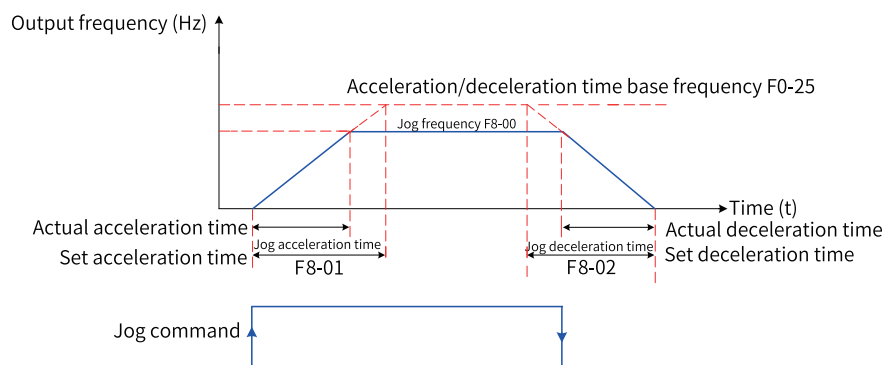 Output frequency (Hz)
Acceleration/deceleration time base frequency F0-25
Jog frequency F8-00
Time (t)
Actual acceleration time
Actual deceleration time
Jog acceleration time
Jog deceleration time
Set acceleration time
F8-01
F8-02
Set deceleration time
Jog command